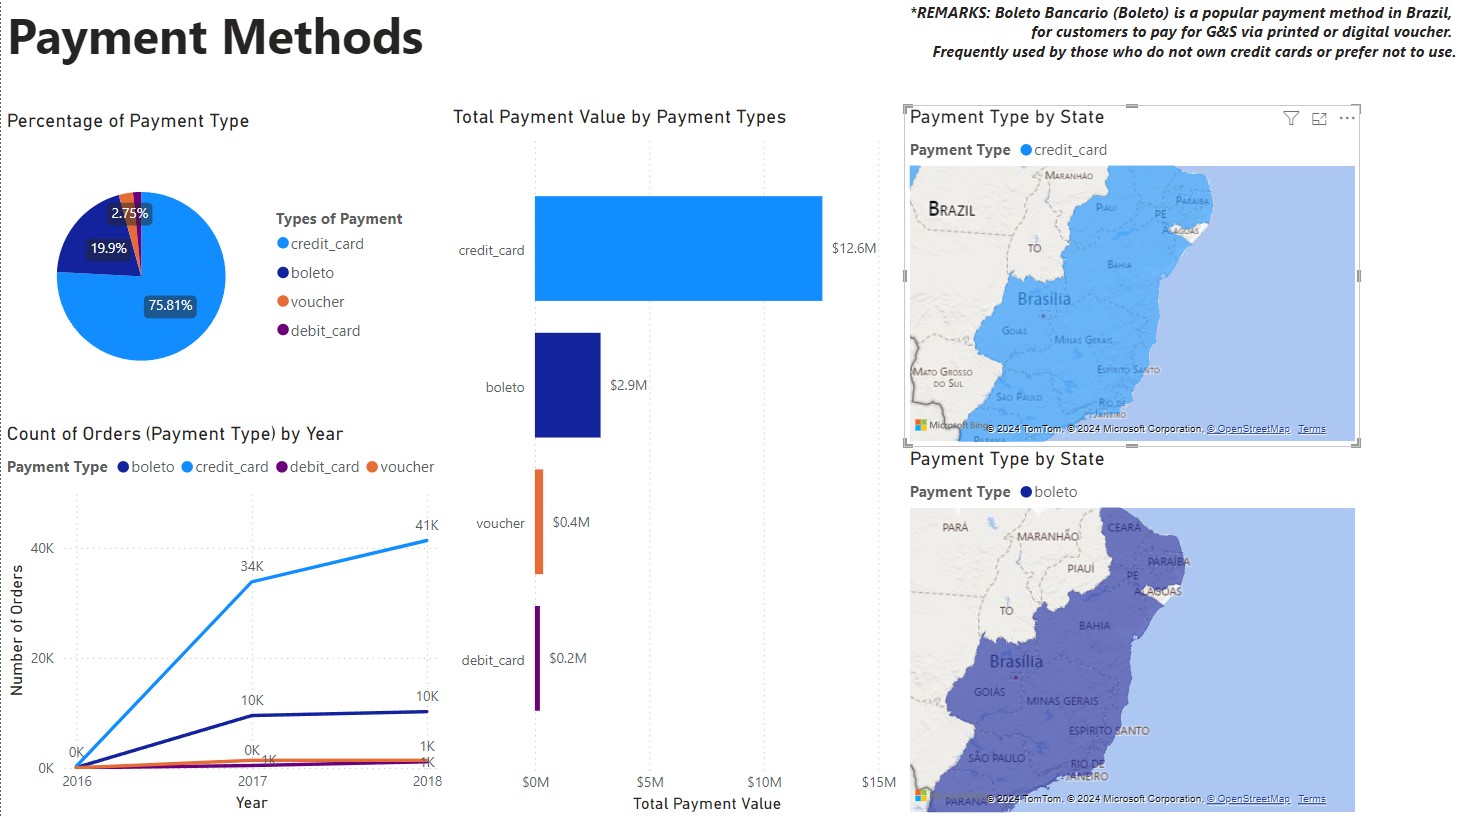 Payment Methods
*REMARKS: Boleto Bancario (Boleto) is a popular payment method in Brazil,
for customers to pay for G&S via printed or digital voucher.
Frequently used by those who do not own credit cards or prefer not to use.
Percentage of Payment Type
2.75%
19.9%
75.81%
Types of Payment
credit_card
boleto
voucher
debit_card
Count of Orders (Payment Type) by Year
Payment Type boleto credit_card debit_card voucher
Number of Orders
40K
20K
0K
0K
34K
41K
10K
10K
0K
1K
1K
1K
2016
2017
2018
Year
Total Payment Value by Payment Types
credit_card
$12.6M
boleto
$2.9M
voucher
$0.4M
debit_card
$0.2M
$0M
$5M
$10M
$15M
Total Payment Value
Payment Type by State
Payment Type credit_card
MARANHÃO
BRAZIL
PIAUÍ
PARAÍBA
PE
ALAGOAS
TO
BAHIA
Brasília
GOIÁS
MINAS GERAIS
ESPÍRITO SANTO
MATO GROSSO
DO SUL
SÃO PAULO
RIO DE
JANEIRO
PARANÁ
Microsoft Bing
© 2024 TomTom, © 2024 Microsoft Corporation, © OpenStreetMap Terms
Payment Type by State
Payment Type boleto
PARÁ
CEARÁ
MARANHÃO
PARAÍBA
PIAUÍ
PE
ALAGOAS
TO
BAHIA
Brasília
GOIÁS
MINAS GERAIS
ESPÍRITO SANTO
SÃO PAULO
RIO DE
JANEIRO
PARANÁ
© 2024 TomTom, © 2024 Microsoft Corporation, © OpenStreetMap Terms